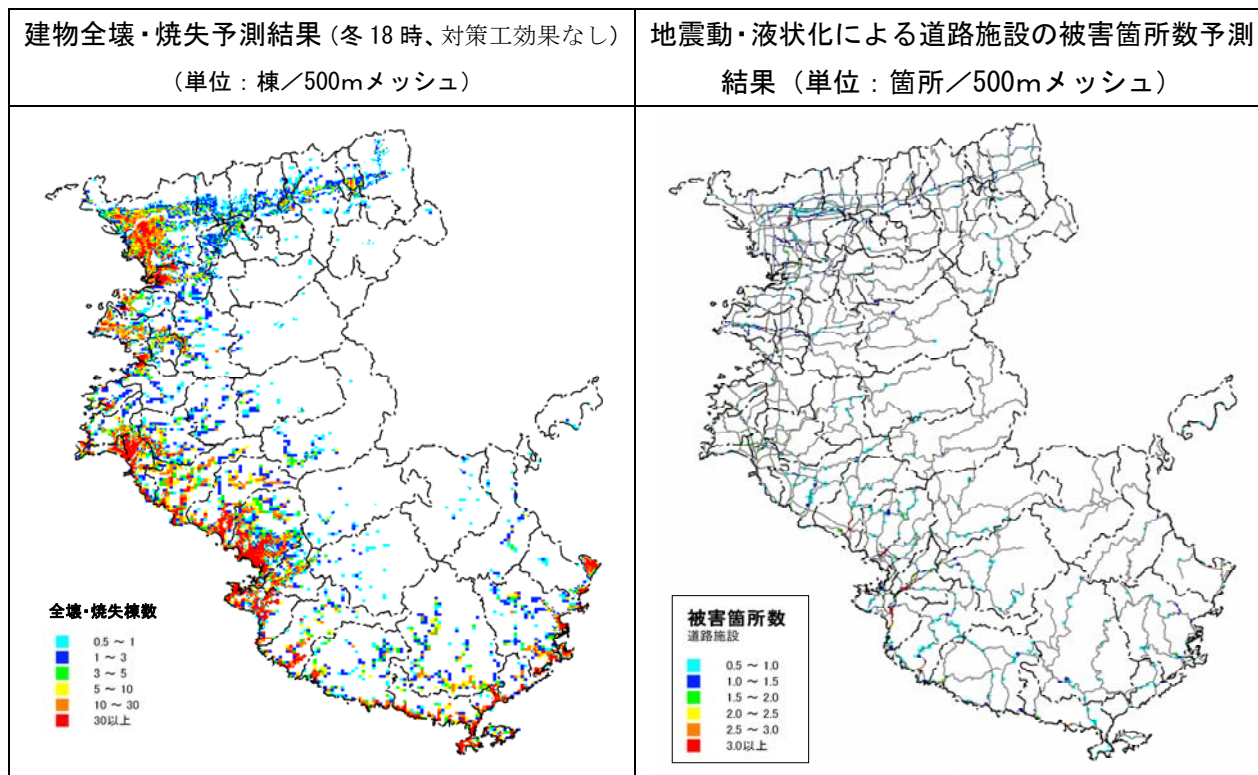 建物全壊・焼失予測結果（冬 18 時、対策工効果なし）
（単位：棟／500mメッシュ）
地震動・液状化による道路施設の被害箇所数予測
結果（単位：箇所／500mメッシュ）
全壊・焼失棟数
0.5 ～ 1
1 ～ 3
3 ～ 5
5 ～ 10
10 ～ 30
30以上
被害箇所数
道路施設
0.5 ～ 1.0
1.0 ～ 1.5
1.5 ～ 2.0
2.0 ～ 2.5
2.5 ～ 3.0
3.0以上